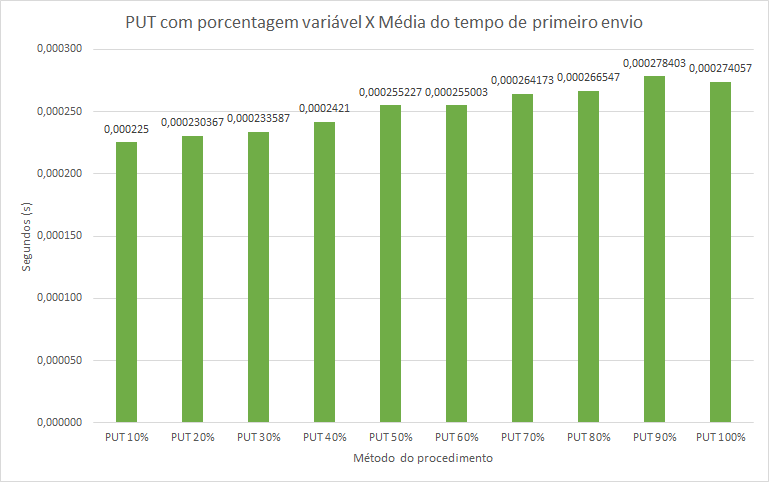 PUT com porcentagem variável X Média do tempo de primeiro envio
0,000300
0,000250
0,000200
0,000150
0,000100
0,000050
0,000000
Segundos (s)
0,000225
0,000230367
0,000233587
0,0002421
0,000255227
0,000255003
0,000264173
0,000266547
0,000278403
0,000274057
PUT 10%
PUT 20%
PUT 30%
PUT 40%
PUT 50%
PUT 60%
PUT 70%
PUT 80%
PUT 90%
PUT 100%
Método do procedimento